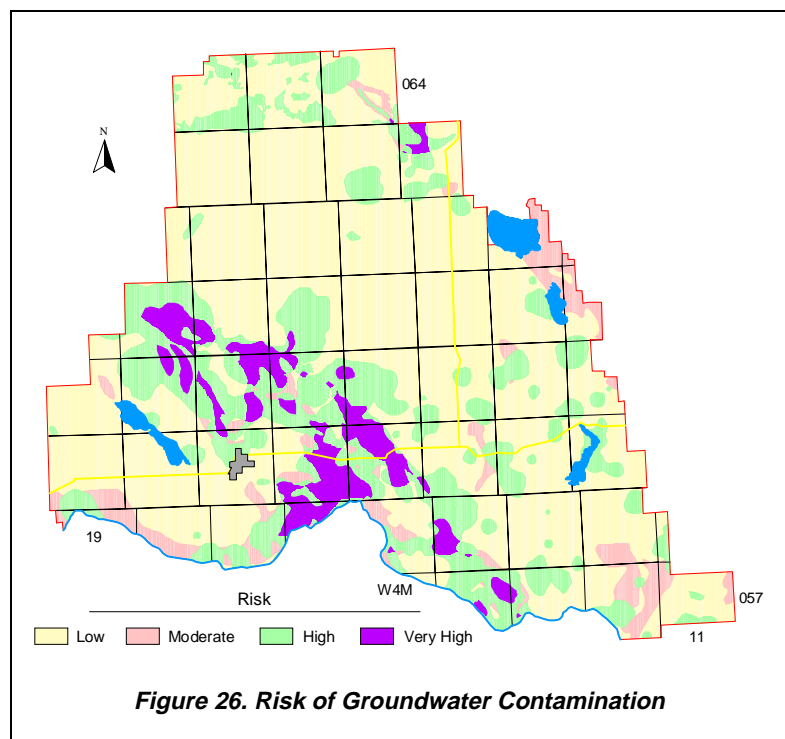 064
N
19
W4M
057
11
Risk
Low Moderate High Very High
Figure 26. Risk of Groundwater Contamination